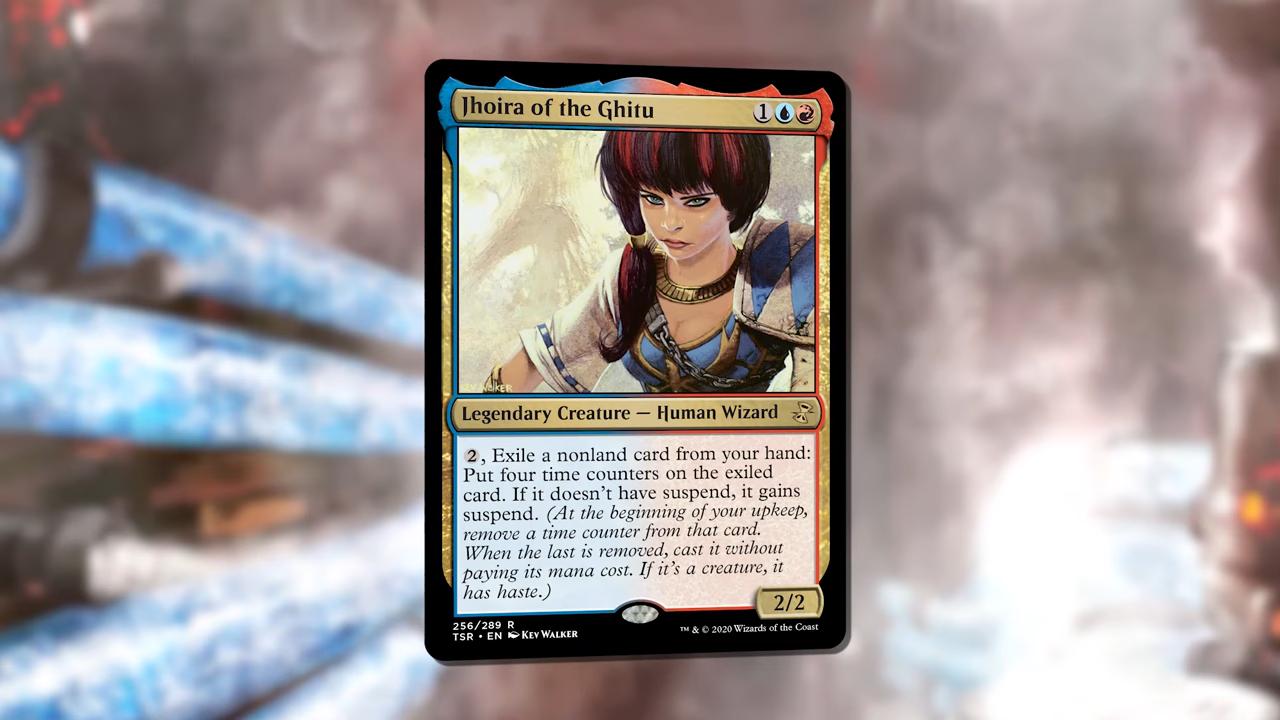 Jhoira of the Ghitu 1
KEV WALKER
Legendary Creature — Human Wizard
2, Exile a nonland card from your hand:
Put four time counters on the exiled
card. If it doesn't have suspend, it gains
suspend. (At the beginning of your upkeep,
remove a time counter from that card.
When the last is removed, cast it without
paying its mana cost. If it's a creature, it
has haste.)
2/2
256/289 R
TSR • EN KEV WALKER
™ & © 2020 Wizards of the Coast